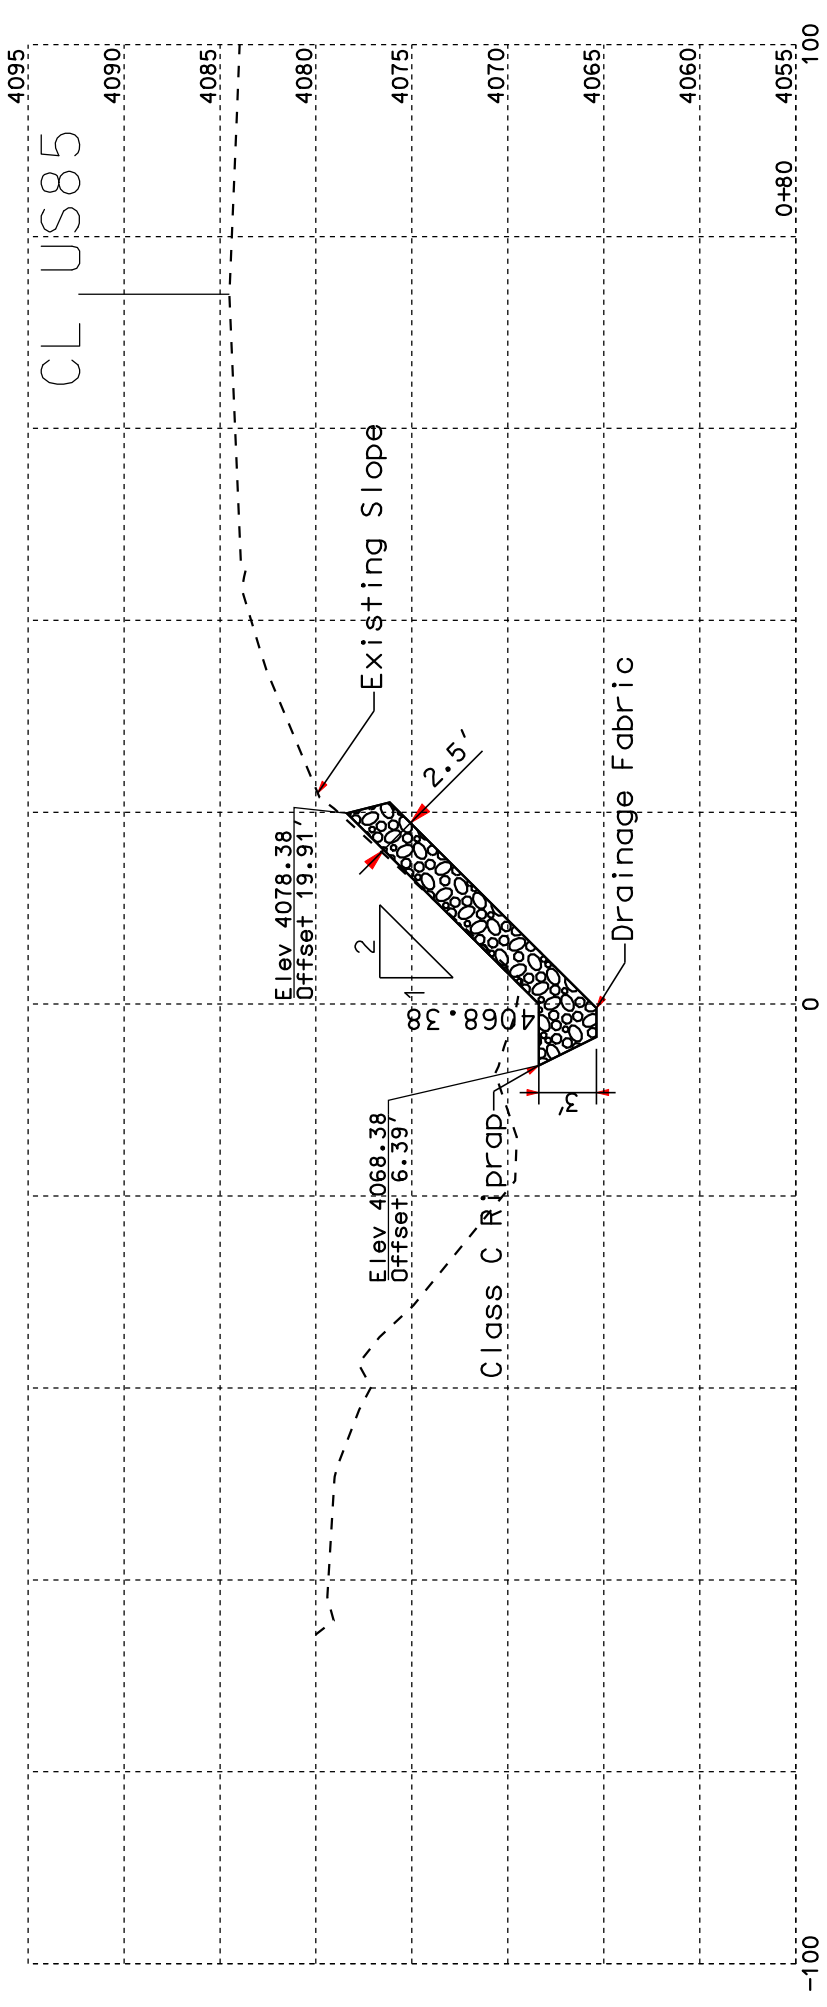 CL US85
4095
4090
4085
4080
4075
4070
4065
4060
4055
Elev 4078.38
Offset 19.91'
Existing Slope
2.5'
2
1
4068.38
Elev 4068.38
Offset 6.39'
Class C Riprap
3'
Drainage Fabric
-100
0
100
0+80